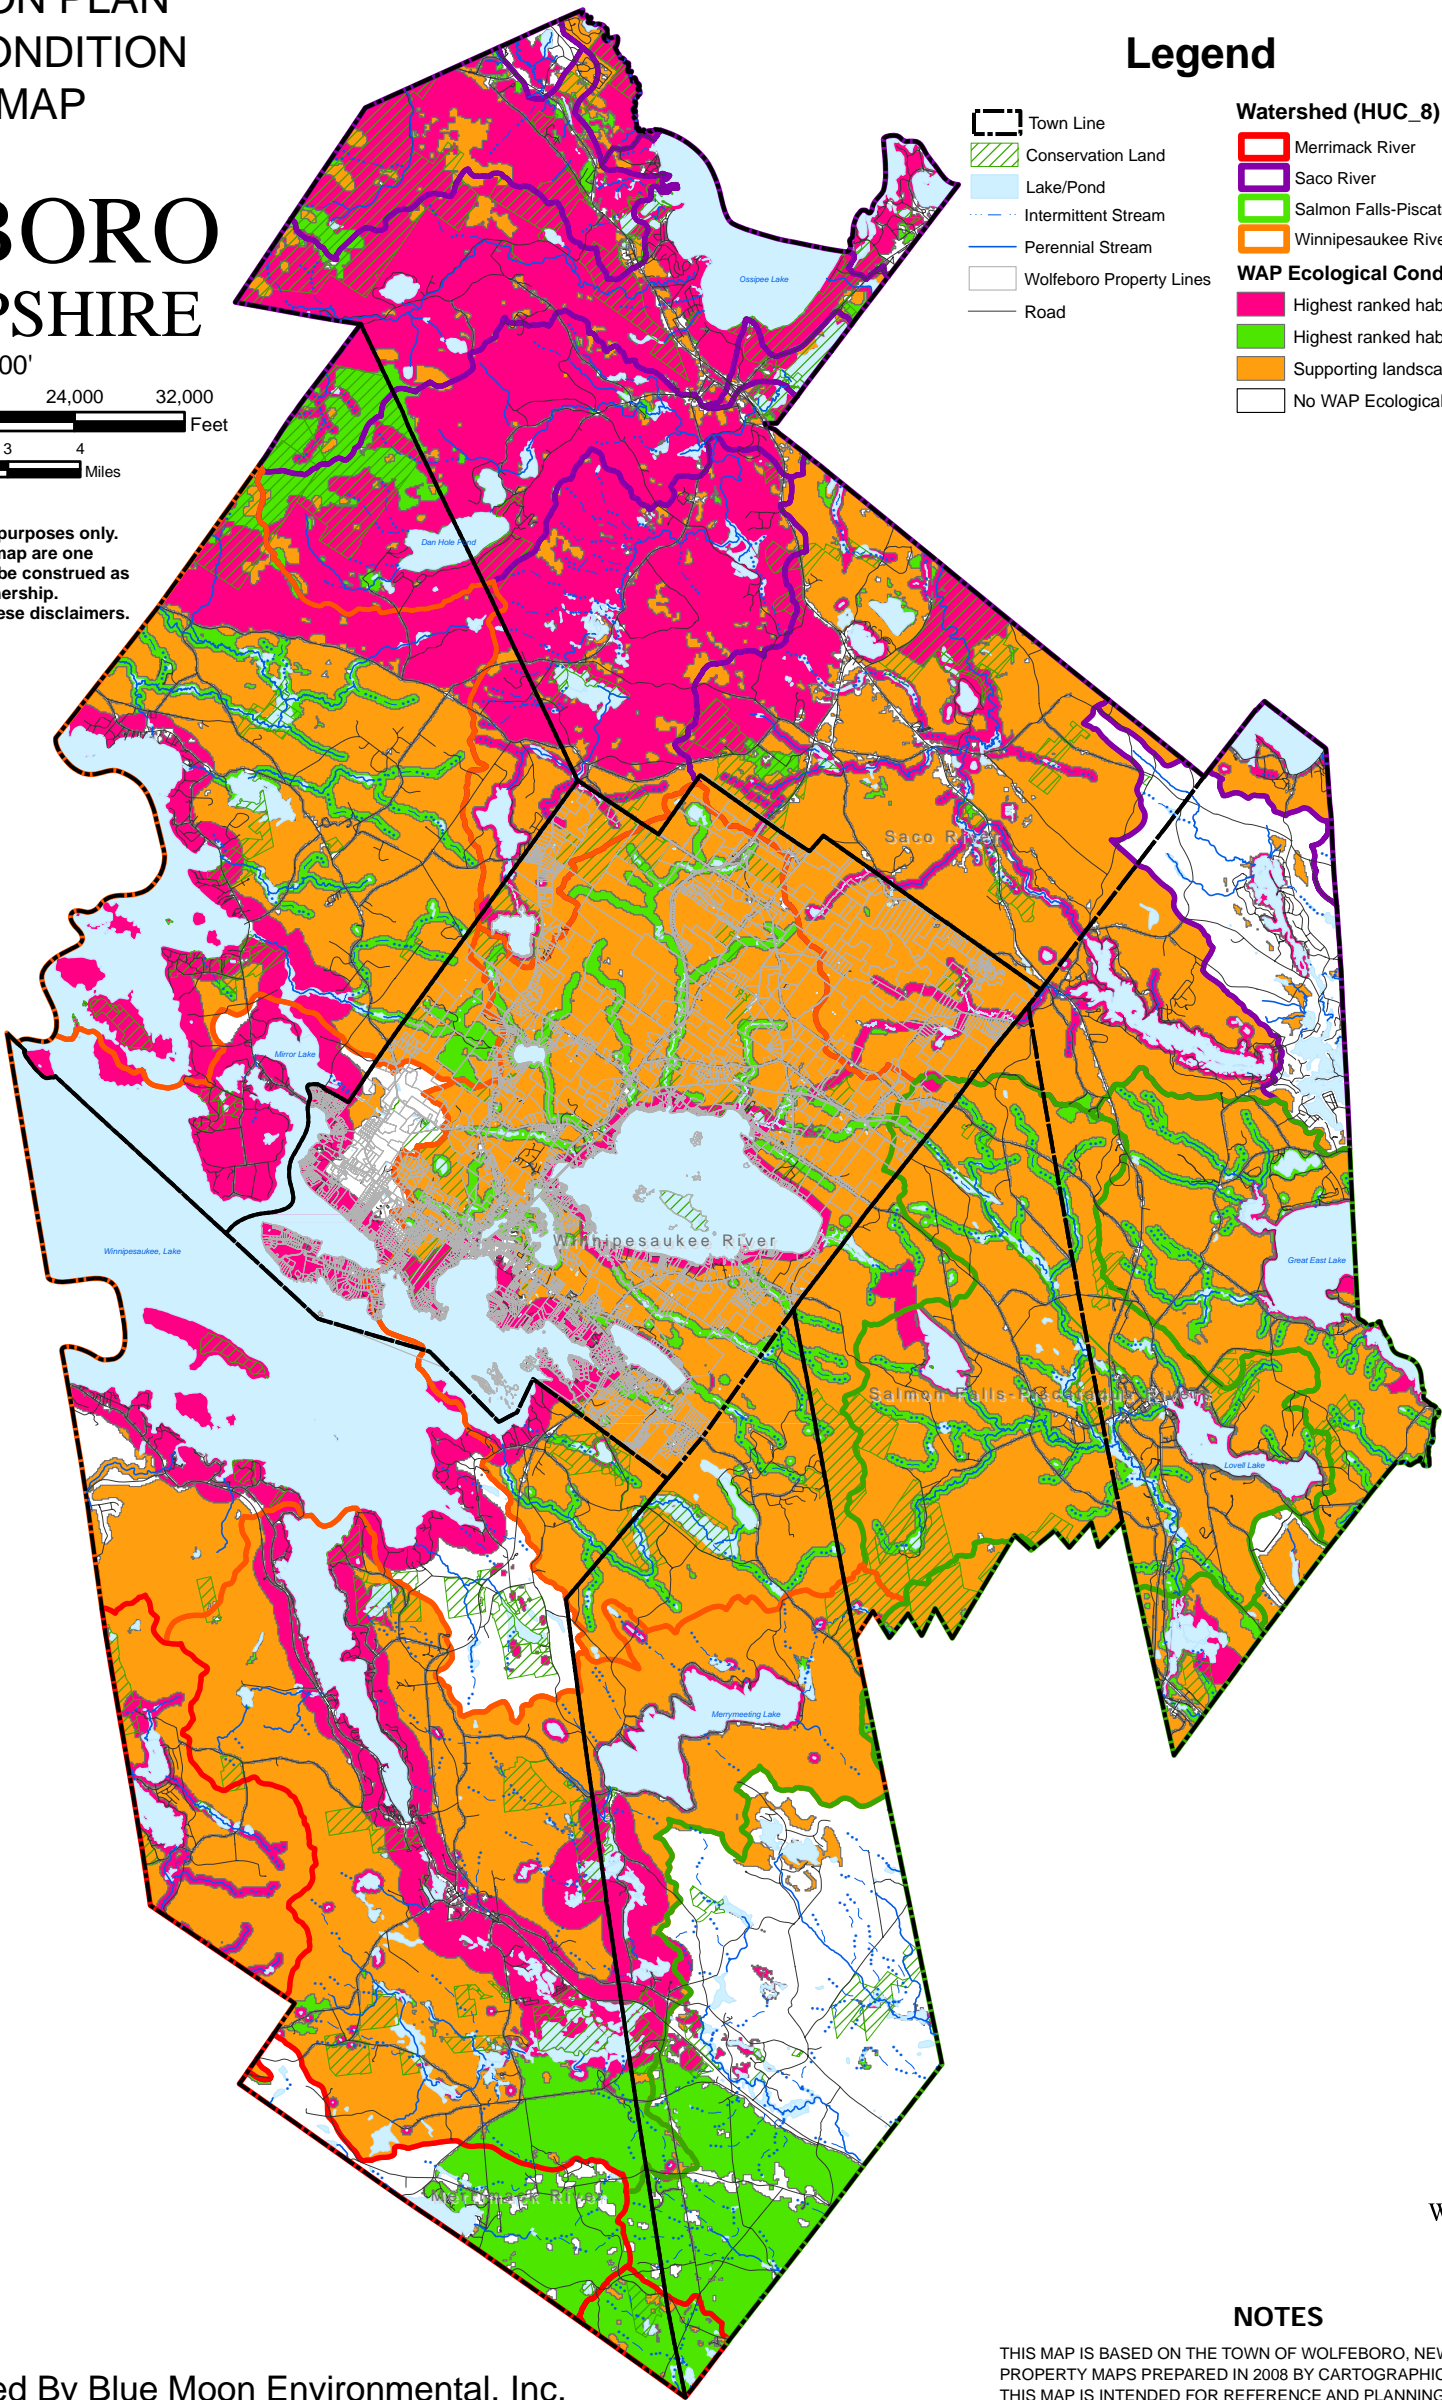 ON PLAN
ONDITION
MAP
BORO
PSHIRE
00'
24,000 32,000
Feet
3 4
Miles
purposes only.
map are one
be construed as
nership.
ese disclaimers.
Legend
Town Line
Conservation Land
Lake/Pond
Intermittent Stream
Perennial Stream
Wolfeboro Property Lines
Road
Watershed (HUC_8)
Merrimack River
Saco River
Salmon Falls-Piscat
Winnipesaukee Rive
WAP Ecological Cond
Highest ranked hab
Highest ranked hab
Supporting landsca
No WAP Ecological
Ossipee Lake
Dan Hole Pond
Saco River
Mirror Lake
Winnipesaukee, Lake
Winnipesaukee River
Great East Lake
Salmon Falls-Piscataqua Rivers
Lovell Lake
Merrymeeting Lake
Merrimack River
W
NOTES
THIS MAP IS BASED ON THE TOWN OF WOLFEBORO, NEW
PROPERTY MAPS PREPARED IN 2008 BY CARTOGRAPHIC
THIS MAP IS INTENDED FOR REFERENCE AND PLANNING
ed By Blue Moon Environmental, Inc.